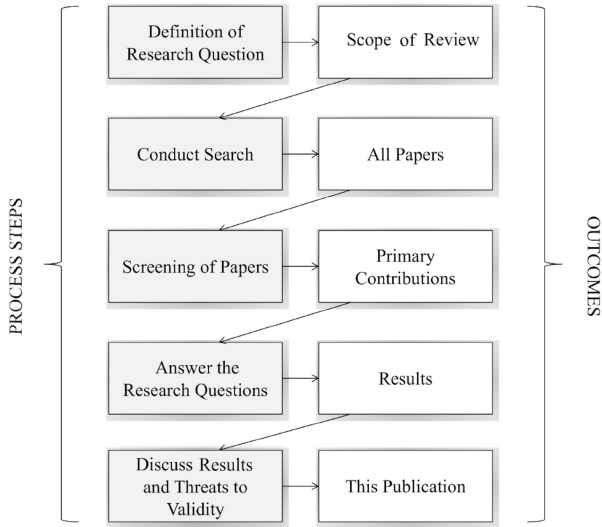 Definition of
Research Question
Scope of Review
Conduct Search
All Papers
Screening of Papers
Primary
Contributions
Answer the
Research Questions
Results
Discuss Results
and Threats to
Validity
This Publication
PROCESS STEPS
OUTCOMES